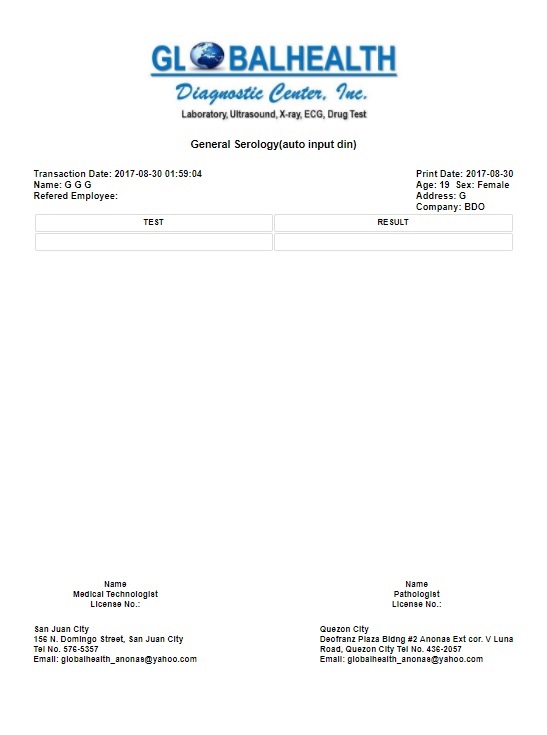 GLOBALHEALTH
Diagnostic Center, Inc.
Laboratory, Ultrasound, X-ray, ECG, Drug Test
General Serology(auto input din)
Transaction Date: 2017-08-30 01:59:04
Name: G G G
Refered Employee:
Print Date: 2017-08-30
Age: 19 Sex: Female
Address: G
Company: BDO
TEST RESULT
Name
Medical Technologist
License No.:
Name
Pathologist
License No.:
San Juan City
156 N. Domingo Street, San Juan City
Tel No. 576-5357
Email: globalhealth_anonas@yahoo.com
Quezon City
Deofranz Plaza Bldng #2 Anonas Ext cor. V Luna
Road, Quezon City Tel No. 436-2057
Email: globalhealth_anonas@yahoo.com